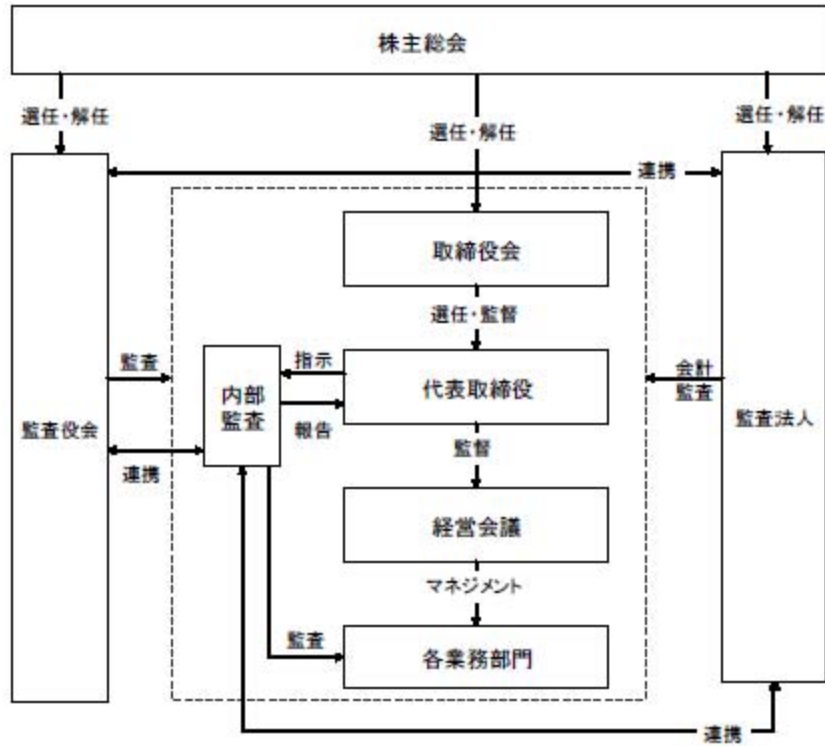 株主総会
選任・解任
選任・解任
選任・解任
連携
取締役会
選任・監督
監査
指示
会計
監査
内部
監査
代表取締役
監査役会
報告
監査法人
監督
連携
経営会議
マネジメント
監査
各業務部門
連携